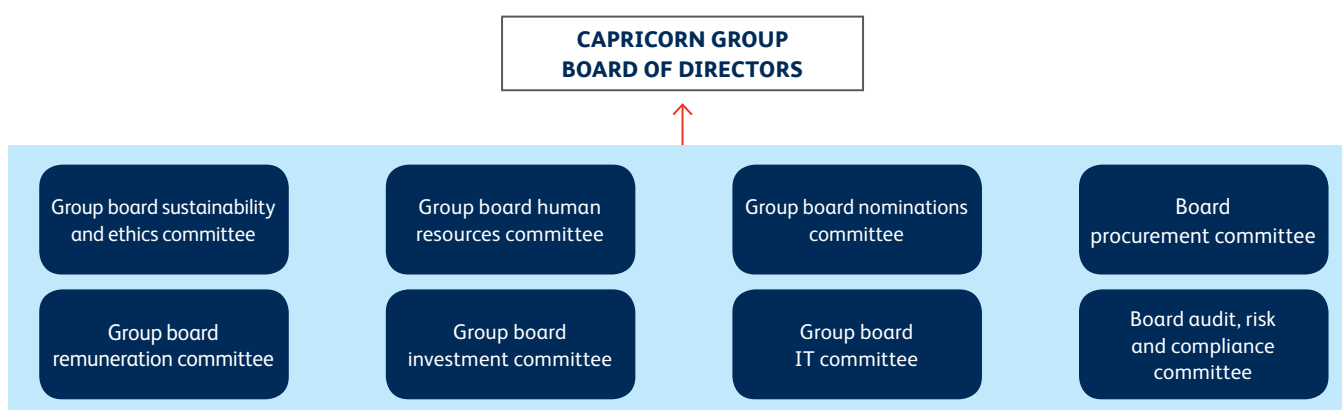 CAPRICORN GROUP
BOARD OF DIRECTORS
Group board sustainability
and ethics committee
Group board human
resources committee
Group board nominations
committee
Board
procurement committee
Group board
remuneration committee
Group board
investment committee
Group board
IT committee
Board audit, risk
and compliance
committee